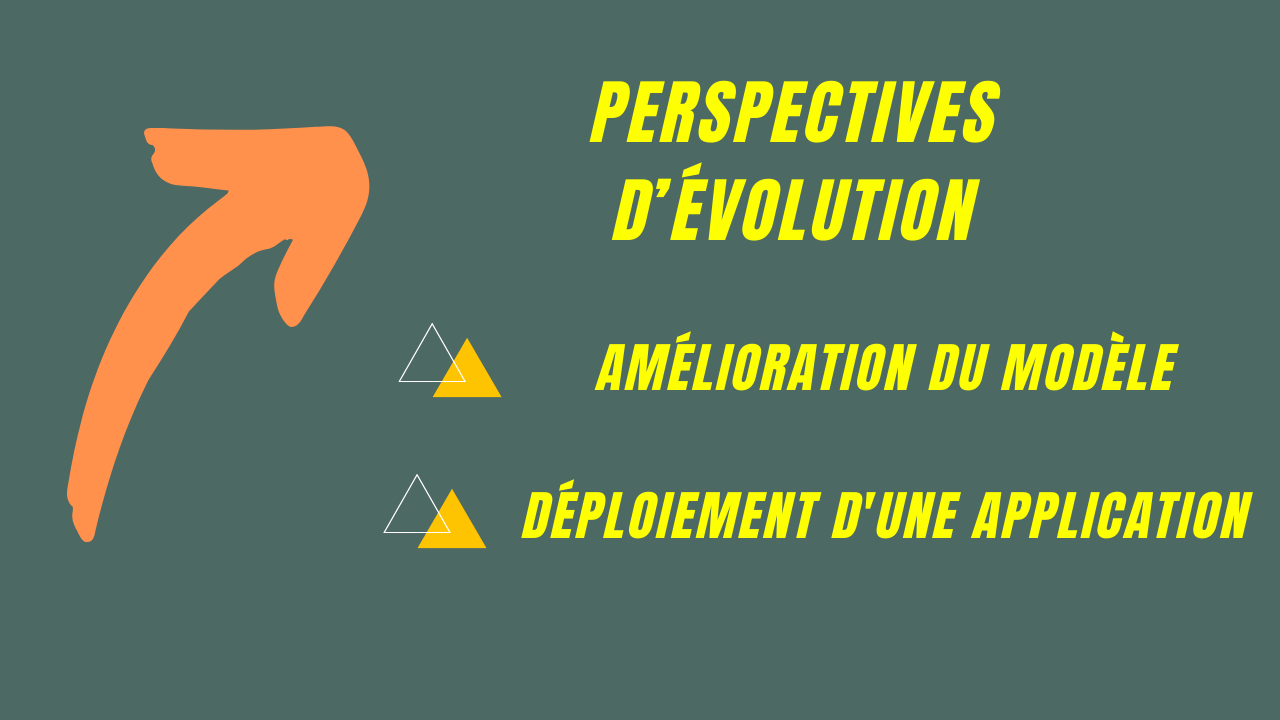 PERSPECTIVES
D’ÉVOLUTION
AMÉLIORATION DU MODÈLE
DÉPLOIEMENT D'UNE APPLICATION